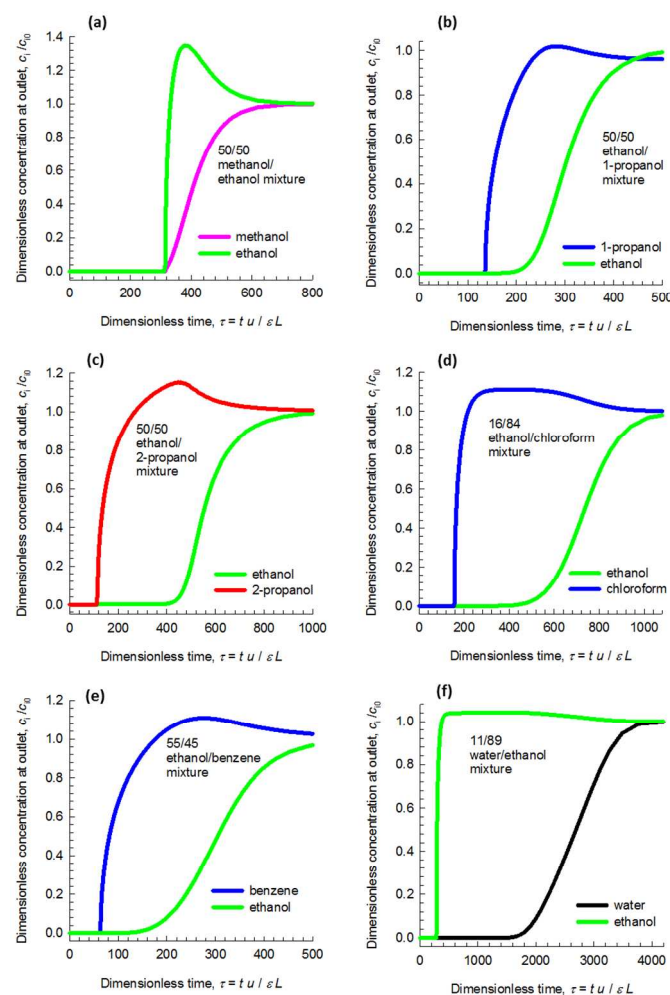 (a)
Dimensionless concentration at outlet, ci /ci0
1.4
1.2
1.0
0.8
0.6
0.4
0.2
0.0
50/50
methanol/
ethanol mixture
methanol
ethanol
0 200 400 600 800
Dimensionless time, τ = t u / ε L
(b)
Dimensionless concentration at outlet, ci /ci0
1.0
0.8
0.6
0.4
0.2
0.0
50/50
ethanol/
1-propanol
mixture
1-propanol
ethanol
0 100 200 300 400 500
Dimensionless time, τ = t u / ε L
(c)
Dimensionless concentration at outlet, ci /ci0
1.2
1.0
0.8
0.6
0.4
0.2
0.0
50/50
ethanol/
2-propanol
mixture
ethanol
2-propanol
0 200 400 600 800 1000
Dimensionless time, τ = t u / ε L
(d)
Dimensionless concentration at outlet, ci /ci0
1.2
1.0
0.8
0.6
0.4
0.2
0.0
16/84
ethanol/chloroform
mixture
ethanol
chloroform
0 200 400 600 800 1000
Dimensionless time, τ = t u / ε L
(e)
Dimensionless concentration at outlet, ci /ci0
1.2
1.0
0.8
0.6
0.4
0.2
0.0
55/45
ethanol/benzene
mixture
benzene
ethanol
0 100 200 300 400 500
Dimensionless time, τ = t u / ε L
(f)
Dimensionless concentration at outlet, ci /ci0
1.0
0.8
0.6
0.4
0.2
0.0
11/89
water/ethanol
mixture
water
ethanol
0 1000 2000 3000 4000
Dimensionless time, τ = t u / ε L